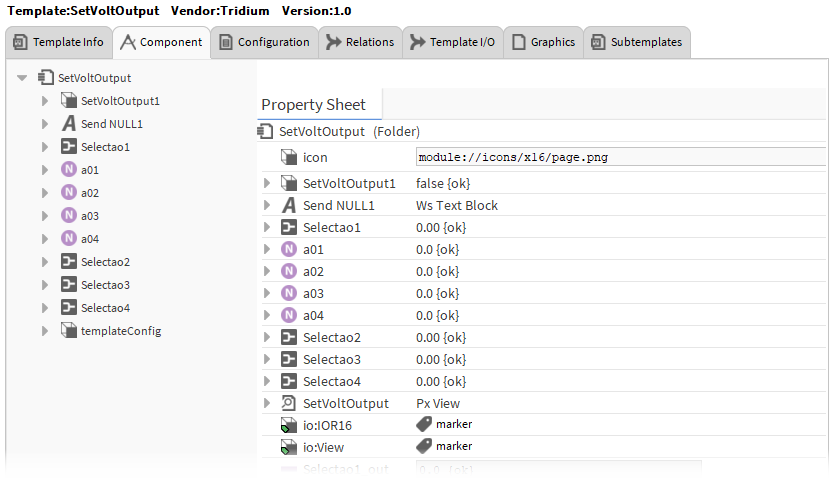 Template:SetVoltOutput Vendor:Tridium Version:1.0
Template Info Component Configuration Relations Template I/O Graphics Subtemplates
SetVoltOutput
SetVoltOutput1
Send NULL1
Selectao1
a01
a02
a03
a04
Selectao2
Selectao3
Selectao4
templateConfig
Property Sheet
SetVoltOutput (Folder)
icon module://icons/x16/page.png
SetVoltOutput1 false {ok}
Send NULL1 Ws Text Block
Selectao1 0.00 {ok}
a01 0.0 {ok}
a02 0.0 {ok}
a03 0.0 {ok}
a04 0.0 {ok}
Selectao2 0.00 {ok}
Selectao3 0.00 {ok}
Selectao4 0.00 {ok}
SetVoltOutput Px View
io:IOR16 marker
io:View marker
Selectao1_out 0.0 {ok}